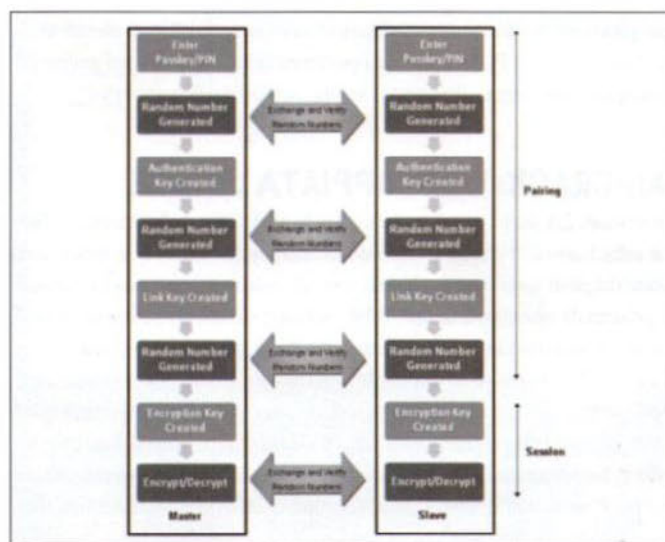 Enter
Passkey/PIN
Random Number
Generated
Authentication
Key Created
Random Number
Generated
Link Key Created
Random Number
Generated
Encryption Key
Created
Encrypt/Decrypt
Master
Exchange and Verify
Random Numbers
Exchange and Verify
Random Numbers
Exchange and Verify
Random Numbers
Exchange and Verify
Random Numbers
Enter
Passkey/PIN
Random Number
Generated
Authentication
Key Created
Random Number
Generated
Link Key Created
Random Number
Generated
Encryption Key
Created
Encrypt/Decrypt
Slave
Pairing
Session